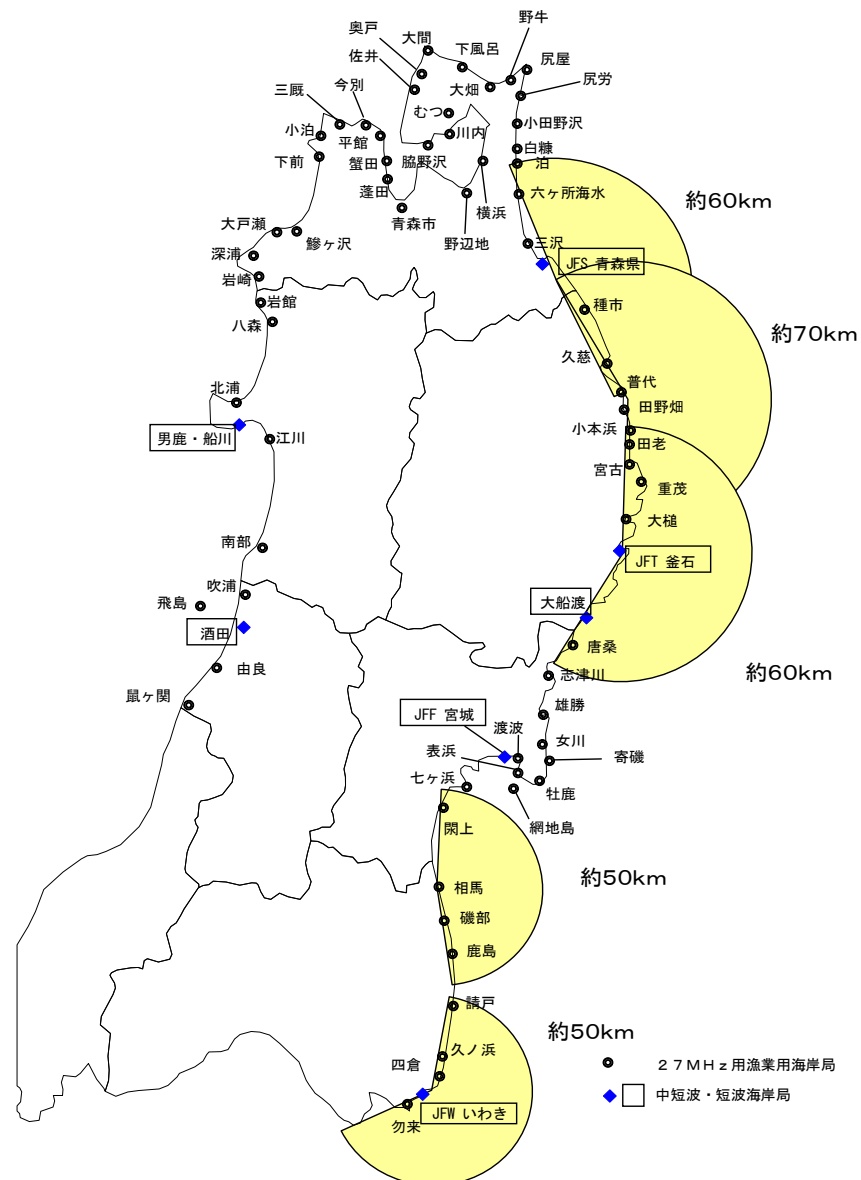 野牛
大間
奥戸
下風呂
尻屋
佐井
大畑
尻労
今別
三厩
むつ
小泊
平館
川内
小田野沢
下前
蟹田
脇野沢
白糠
泊
蓬田
六ヶ所海水
約60km
横浜
青森市
野辺地
大戸瀬
鰺ヶ沢
三沢
深浦
JFS 青森県
岩崎
岩館
種市
八森
約70km
久慈
普代
北浦
田野畑
小本浜
男鹿・船川
江川
田老
宮古
重茂
大槌
南部
JFT 釜石
吹浦
大船渡
飛島
酒田
唐桑
由良
志津川
約60km
鼠ヶ関
JFF 宮城
雄勝
渡波
女川
表浜
寄磯
七ヶ浜
牡鹿
網地島
閖上
約50km
相馬
磯部
鹿島
請戸
約50km
久ノ浜
四倉
27MHz用漁業用海岸局
中短波・短波海岸局
JFW いわき
勿来